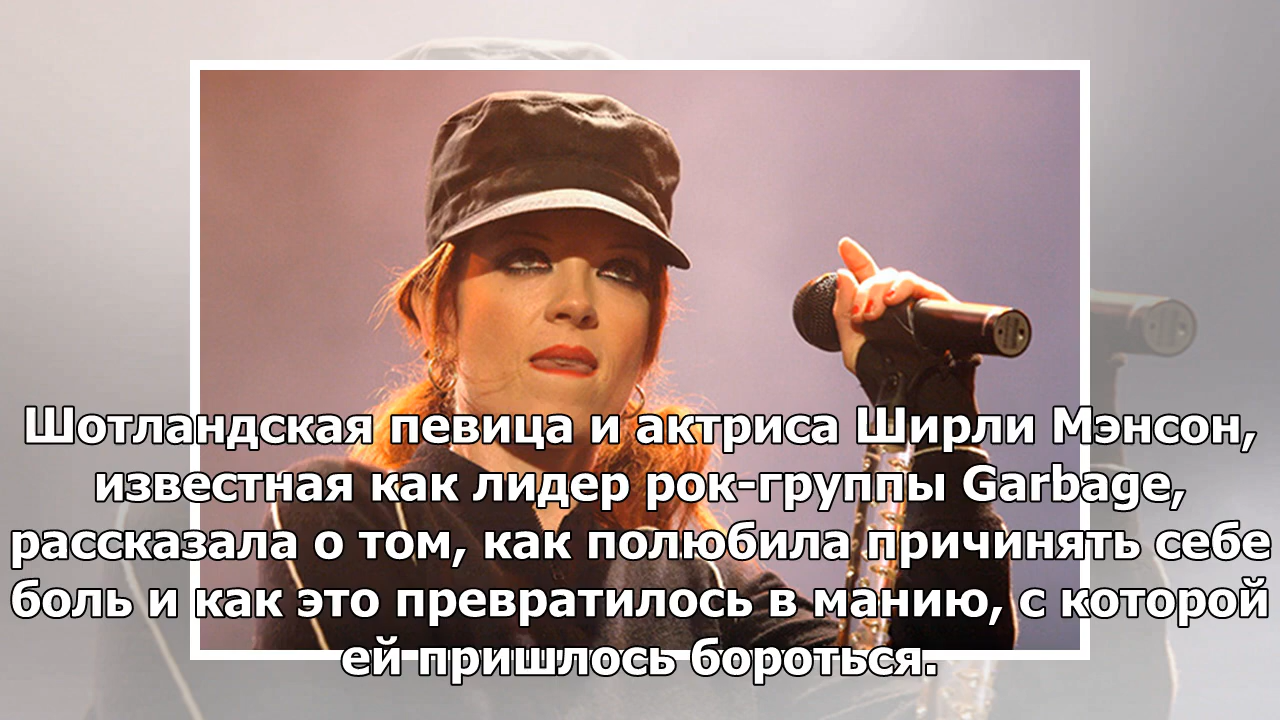 Шотландская певица и актриса Ширли Мэнсон,
известная как лидер рок-группы Garbage,
рассказала о том, как полюбила причинять себе
боль и как это превратилось в манию, с которой
ей пришлось бороться.